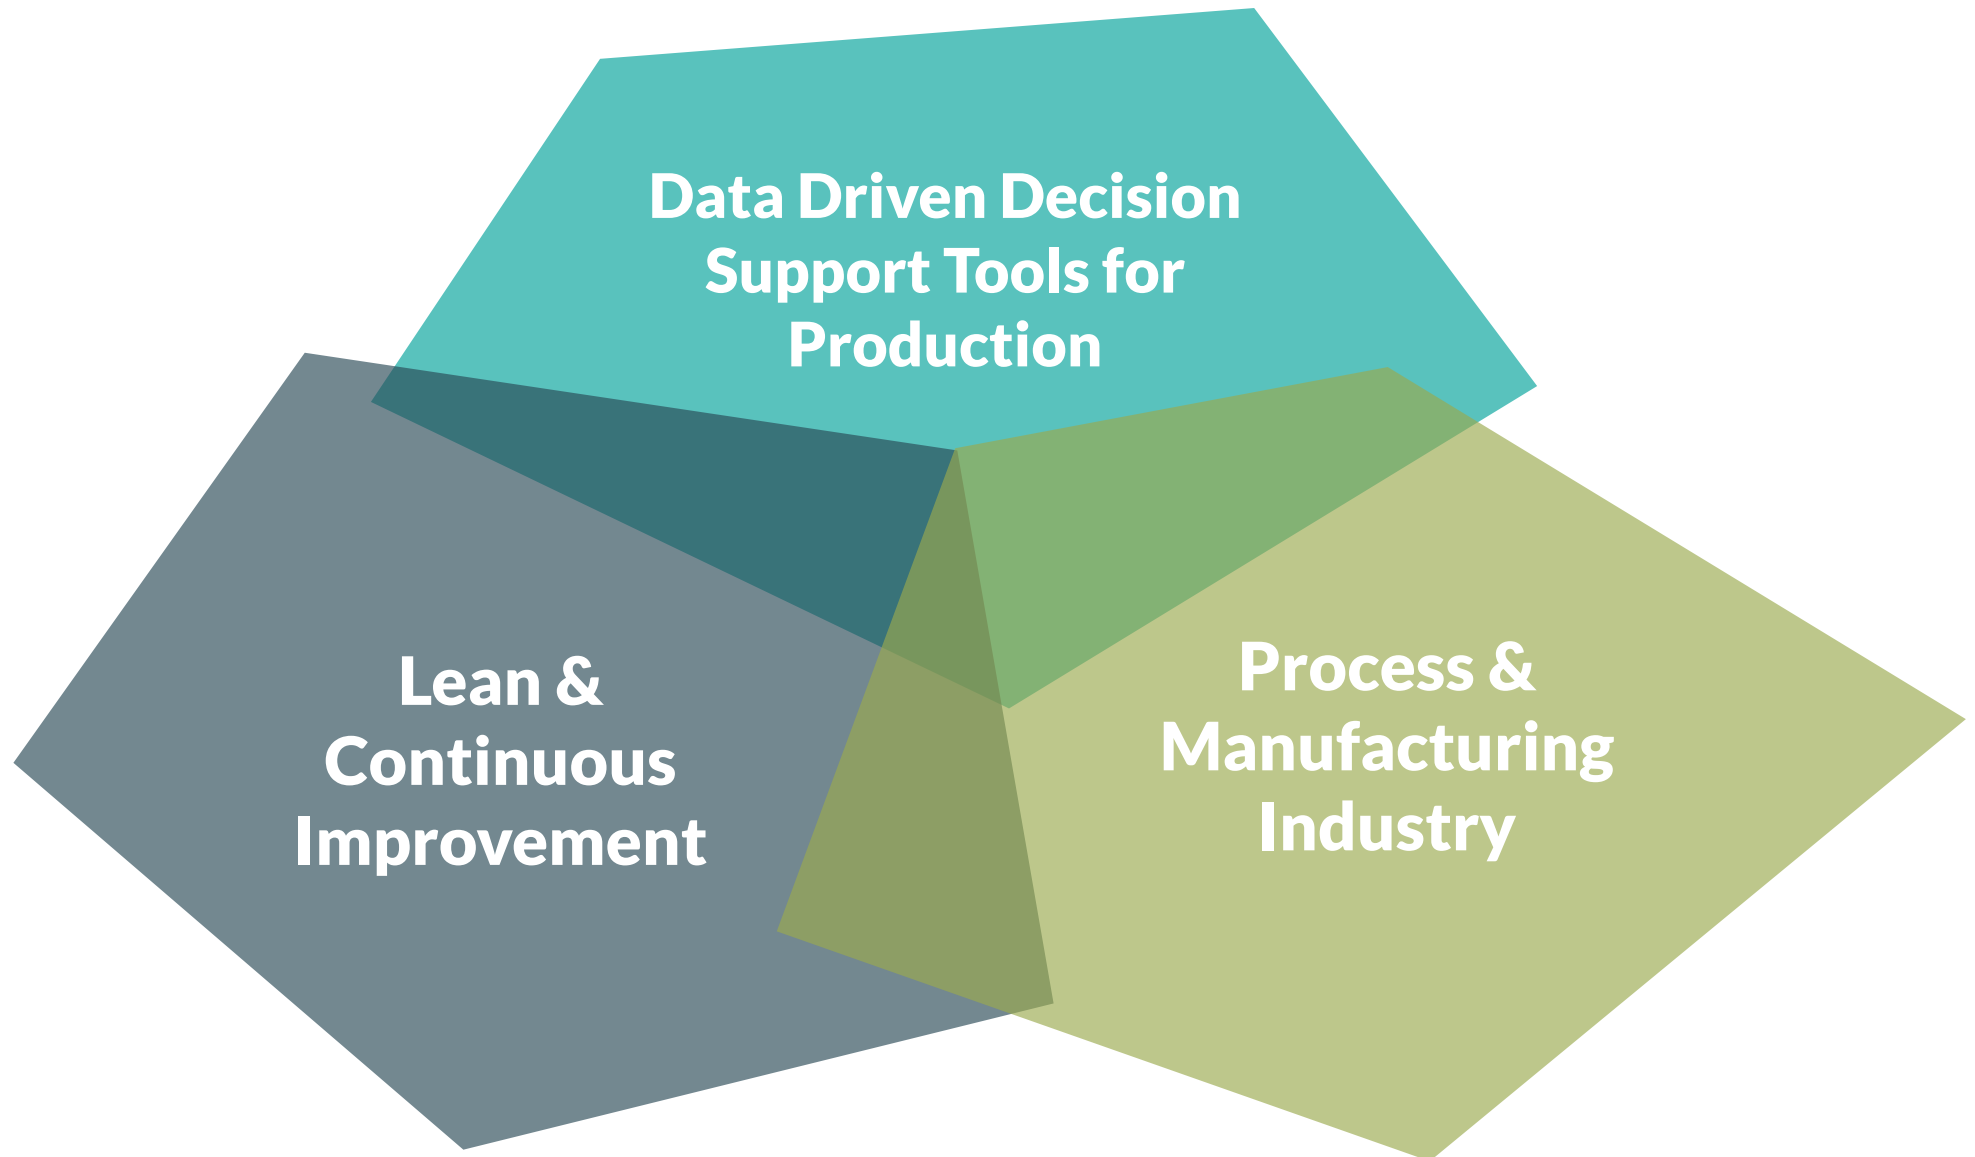 Data Driven Decision
Support Tools for
Production
Lean &
Continuous
Improvement
Process &
Manufacturing
Industry